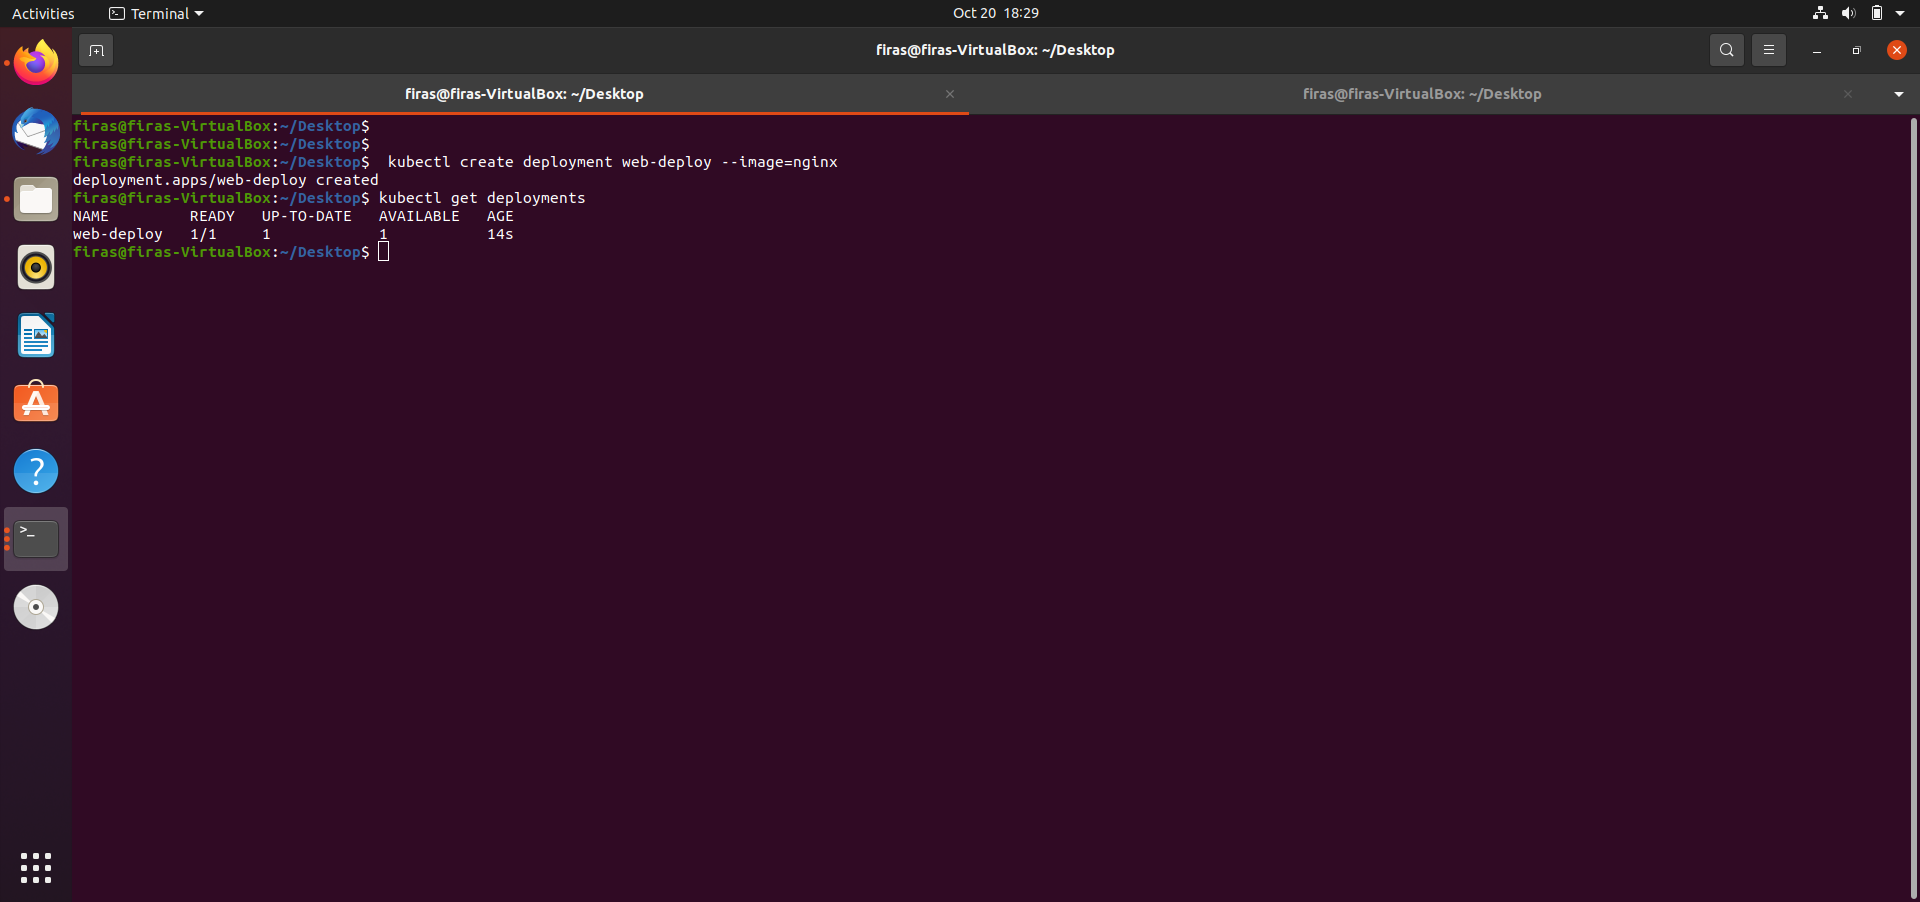 Activities
Terminal
Oct 20 18:29
firas@firas-VirtualBox: ~/Desktop
firas@firas-VirtualBox: ~/Desktop
firas@firas-VirtualBox: ~/Desktop
firas@firas-VirtualBox:~/Desktop$
firas@firas-VirtualBox:~/Desktop$
firas@firas-VirtualBox:~/Desktop$  kubectl create deployment web-deploy --image=nginx
deployment.apps/web-deploy created
firas@firas-VirtualBox:~/Desktop$ kubectl get deployments
NAME         READY   UP-TO-DATE   AVAILABLE   AGE
web-deploy   1/1     1            1           14s
firas@firas-VirtualBox:~/Desktop$